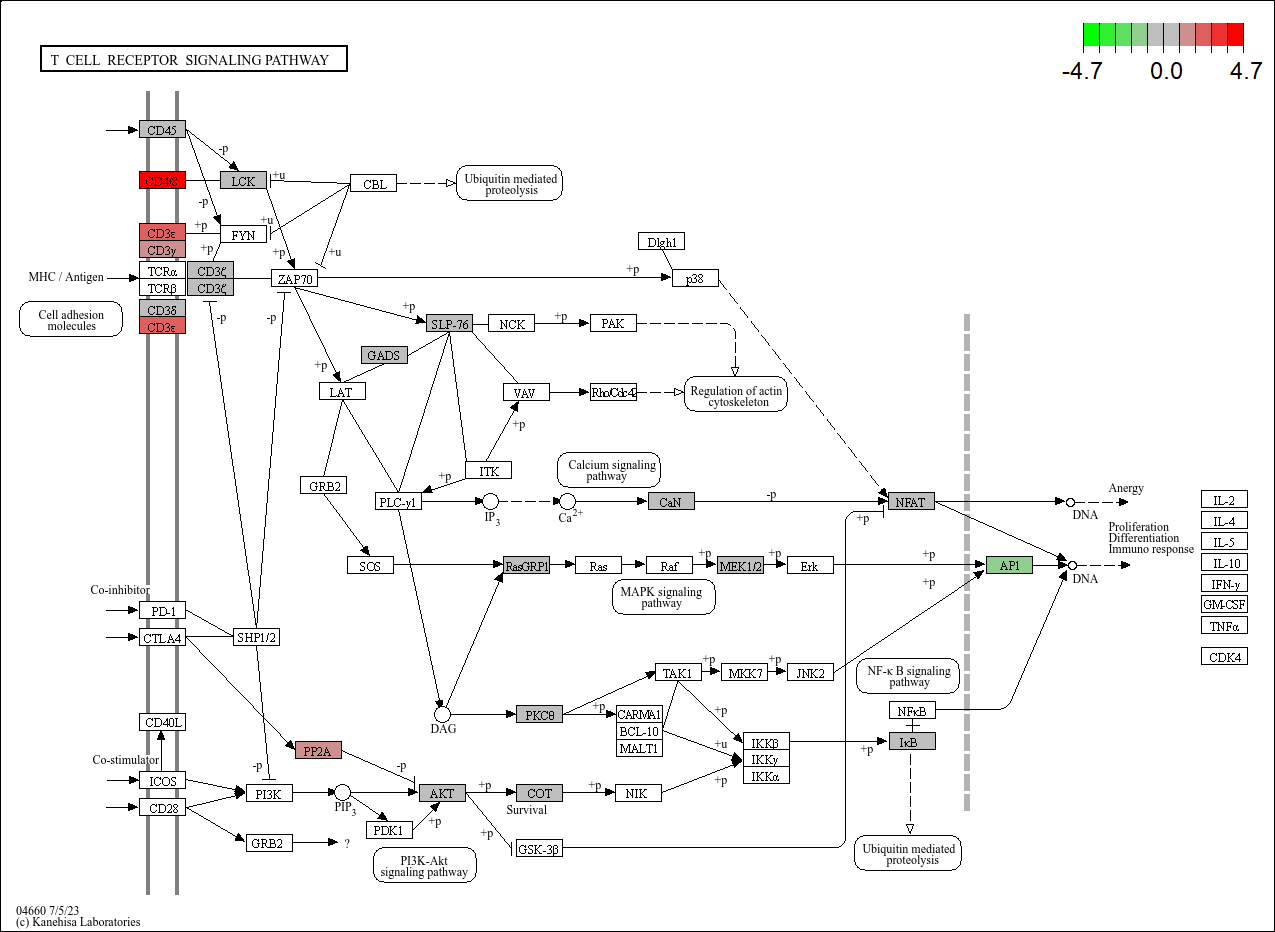 T CELL RECEPTOR SIGNALING PATHWAY
-4.7 0.0 4.7
CD45
-p
CD4/8
LCK
+u
CBL
Ubiquitin mediated
proteolysis
-p
CD3ε
+p
FYN
+u
CD3γ
+p
+p
+u
Dlgh1
MHC / Antigen
TCRα
CD3ζ
TCRβ
CD3ζ
ZAP70
+p
p38
Cell adhesion
molecules
CD3δ
CD3ε
-p
-p
+p
SLP-76
NCK
+p
PAK
GADS
+p
LAT
VAV
Rho/Cdc42
Regulation of actin
cytoskeleton
+p
ITK
+p
Calcium signaling
pathway
GRB2
PLC-γ1
IP3
Ca2+
CaN
-p
NFAT
+p
DNA
Anergy
Proliferation
Differentiation
Immuno response
IL-2
IL-4
IL-5
IL-10
IFN-γ
GM-CSF
TNFα
CDK4
SOS
RasGRP1
Ras
Raf
+p
MEK1/2
+p
Erk
+p
+p
AP1
DNA
MAPK signaling
pathway
Co-inhibitor
PD-1
CTLA4
SHP1/2
TAK1
+p
MKK7
+p
JNK2
NF-κ B signaling
pathway
CD40L
DAG
PKCθ
+p
CARMA1
BCL-10
MALT1
+p
+u
+p
IKKβ
IKKγ
IKKα
NFκB
+p
IκB
PP2A
Co-stimulator
ICOS
CD28
-p
PI3K
PIP3
-p
AKT
+p
COT
+p
NIK
Survival
PDK1
+p
+p
GSK-3β
GRB2
?
PI3K-Akt
signaling pathway
Ubiquitin mediated
proteolysis
04660 7/5/23
(c) Kanehisa Laboratories